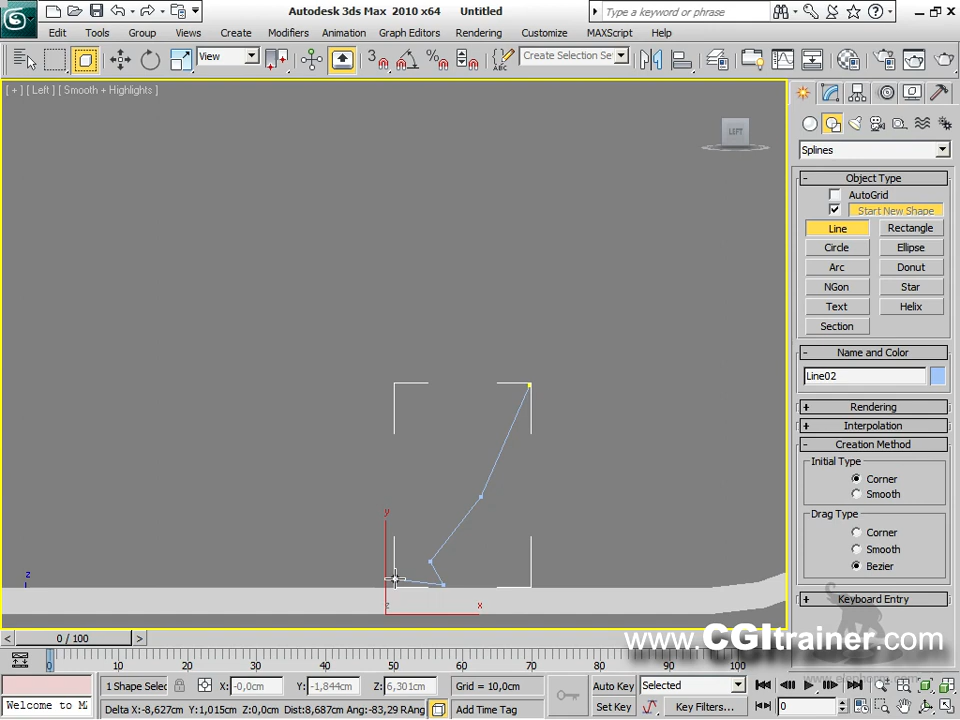 Autodesk 3ds Max 2010 x64 Untitled
Type a keyword or phrase
Edit Tools Group Views Create Modifiers Animation Graph Editors Rendering Customize MAXScript Help
View
3
Create Selection Se
[ + ] [ Left ] [ Smooth + Highlights ]
LEFT
Splines
- Object Type
AutoGrid
Start New Shape
Line Rectangle
Circle Ellipse
Arc Donut
NGon Star
Text Helix
Section
- Name and Color
Line02
+ Rendering
+ Interpolation
- Creation Method
Initial Type
Corner
Smooth
Drag Type
Corner
Smooth
Bezier
+ Keyboard Entry
y
z
z x
< 0 / 100 >
www.CGItrainer.com
0 10 20 30 40 50 60 70 80 90 100
1 Shape Selec X: -0,0cm Y: -1,844cm Z: 6,301cm Grid = 10,0cm Auto Key Selected
Welcome to M Delta X:-8,627cm Y:1,015cm Z:0,0cm Dist:8,687cm Ang:-83,29 RAng Add Time Tag Set Key Key Filters... 0